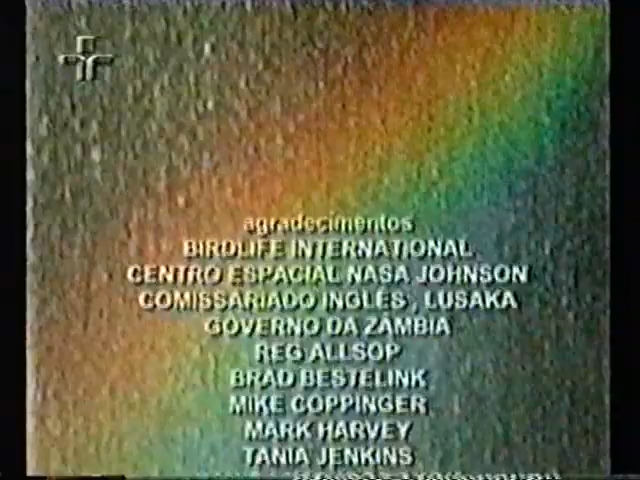 agradecimentos
BIRDLIFE INTERNATIONAL
CENTRO ESPACIAL NASA JOHNSON
COMISSARIADO INGLÊS, LUSAKA
GOVERNO DA ZÂMBIA
REG ALLSOP
BRAD BESTELINK
MIKE COPPINGER
MARK HARVEY
TANIA JENKINS